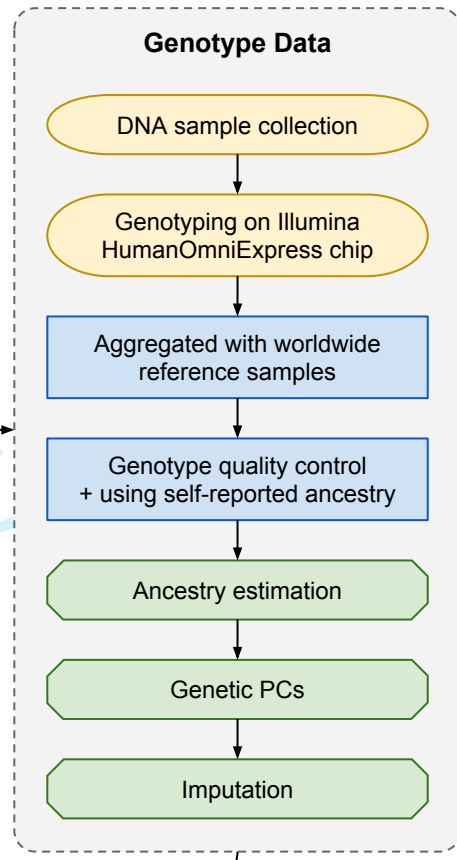 Genotype Data
DNA sample collection
Genotyping on Illumina
HumanOmniExpress chip
Aggregated with worldwide
reference samples
Genotype quality control
+ using self-reported ancestry
Ancestry estimation
Genetic PCs
Imputation